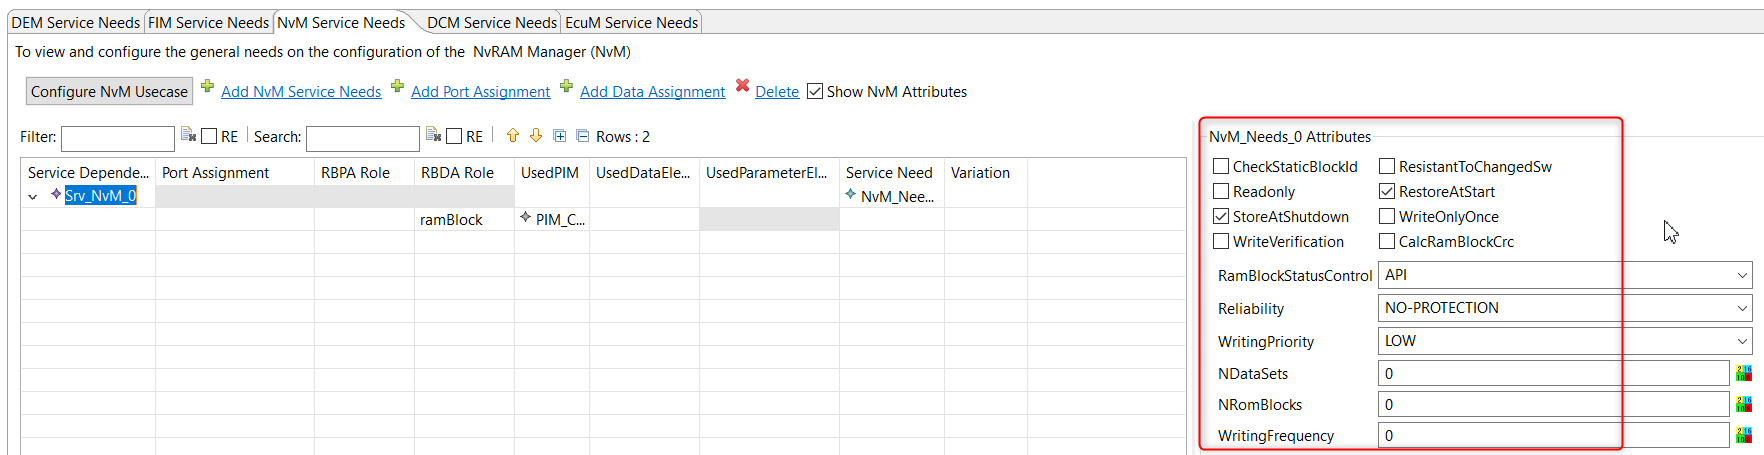 DEM Service Needs FIM Service Needs NvM Service Needs DCM Service Needs EcuM Service Needs
To view and configure the general needs on the configuration of the NvRAM Manager (NvM)
Configure NvM Usecase Add NvM Service Needs Add Port Assignment Add Data Assignment Delete Show NvM Attributes
Filter: RE Search: RE Rows : 2
Service Depende... Port Assignment RBPA Role RBDA Role UsedPIM UsedDataEle... UsedParameterEl... Service Need Variation
Srv_NvM_0 NvM_Nee...
ramBlock PIM_C...
NvM_Needs_0 Attributes
CheckStaticBlockId ResistantToChangedSw
Readonly RestoreAtStart
StoreAtShutdown WriteOnlyOnce
WriteVerification CalcRamBlockCrc
RamBlockStatusControl API
Reliability NO-PROTECTION
WritingPriority LOW
NDataSets 0
NRomBlocks 0
WritingFrequency 0